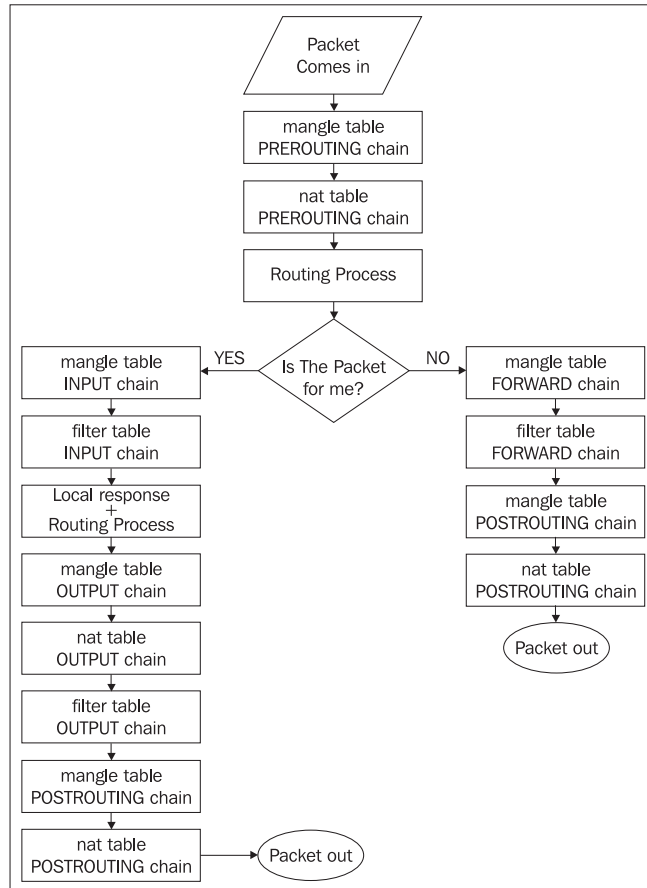 Packet
Comes in
mangle table
PREROUTING chain
nat table
PREROUTING chain
Routing Process
Is The Packet
for me?
YES
mangle table
INPUT chain
filter table
INPUT chain
Local response
+
Routing Process
mangle table
OUTPUT chain
nat table
OUTPUT chain
filter table
OUTPUT chain
mangle table
POSTROUTING chain
nat table
POSTROUTING chain
Packet out
NO
mangle table
FORWARD chain
filter table
FORWARD chain
mangle table
POSTROUTING chain
nat table
POSTROUTING chain
Packet out